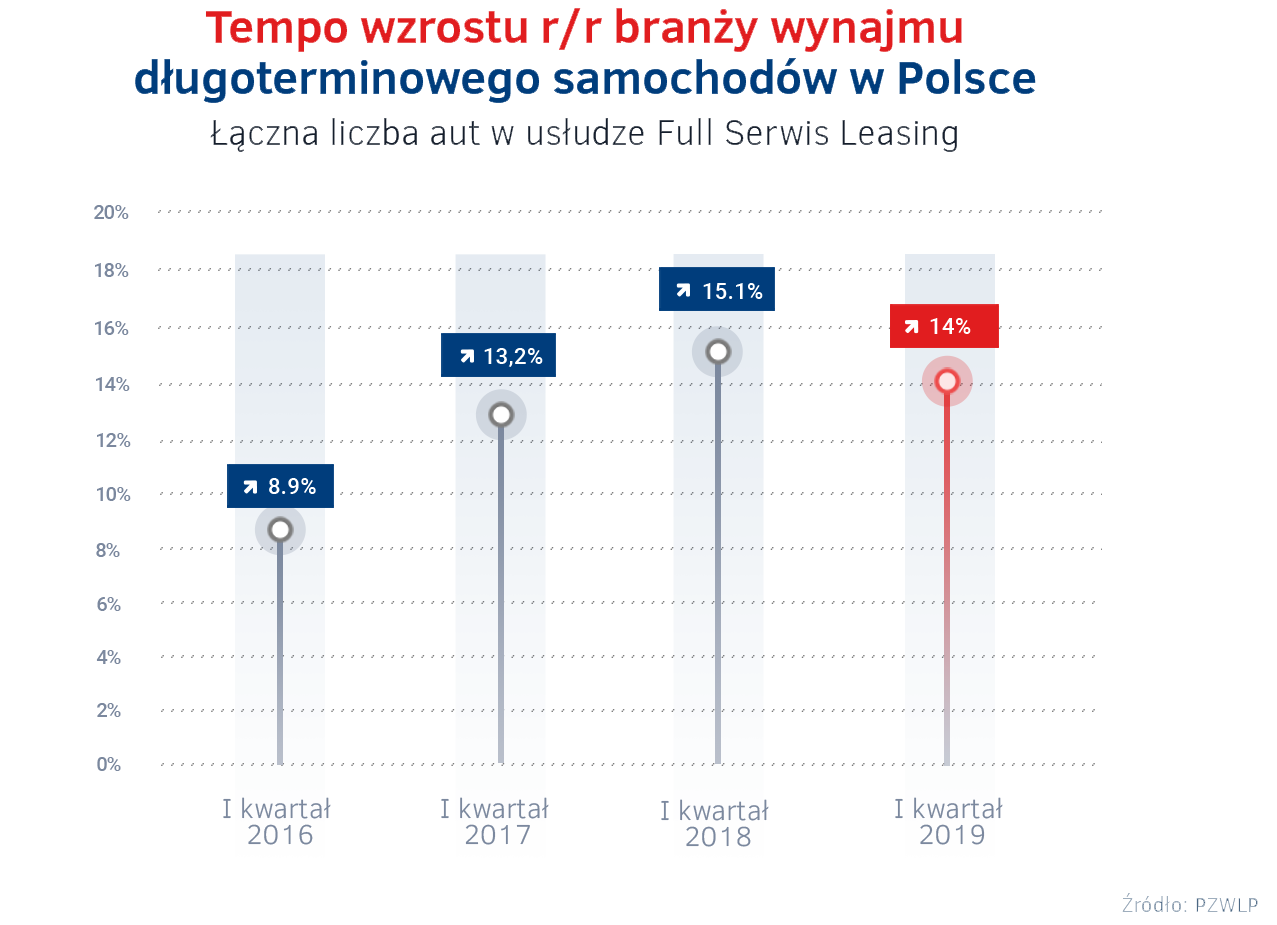 Tempo wzrostu r/r branży wynajmu
długoterminowego samochodów w Polsce
Łączna liczba aut w usłudze Full Serwis Leasing
20%
18%
16%
14%
12%
10%
8%
6%
4%
2%
0%
8.9%
13,2%
15.1%
14%
I kwartał
2016
I kwartał
2017
I kwartał
2018
I kwartał
2019
Źródło: PZWLP